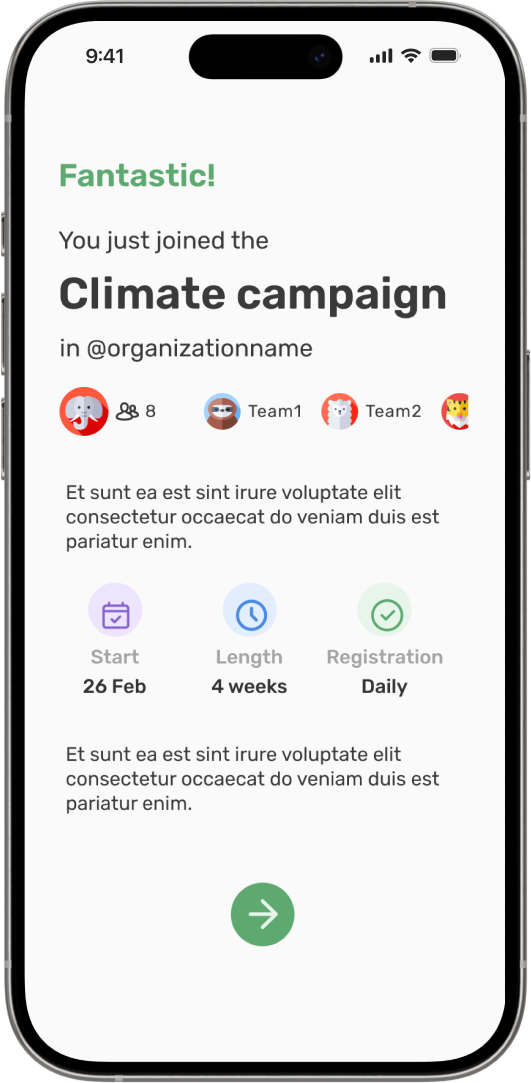 9:41
Fantastic!
You just joined the
Climate campaign
in @organizationname
8 Team1 Team2
Et sunt ea est sint irure voluptate elit
consectetur occaecat do veniam duis est
pariatur enim.
Start Length Registration
26 Feb 4 weeks Daily
Et sunt ea est sint irure voluptate elit
consectetur occaecat do veniam duis est
pariatur enim.